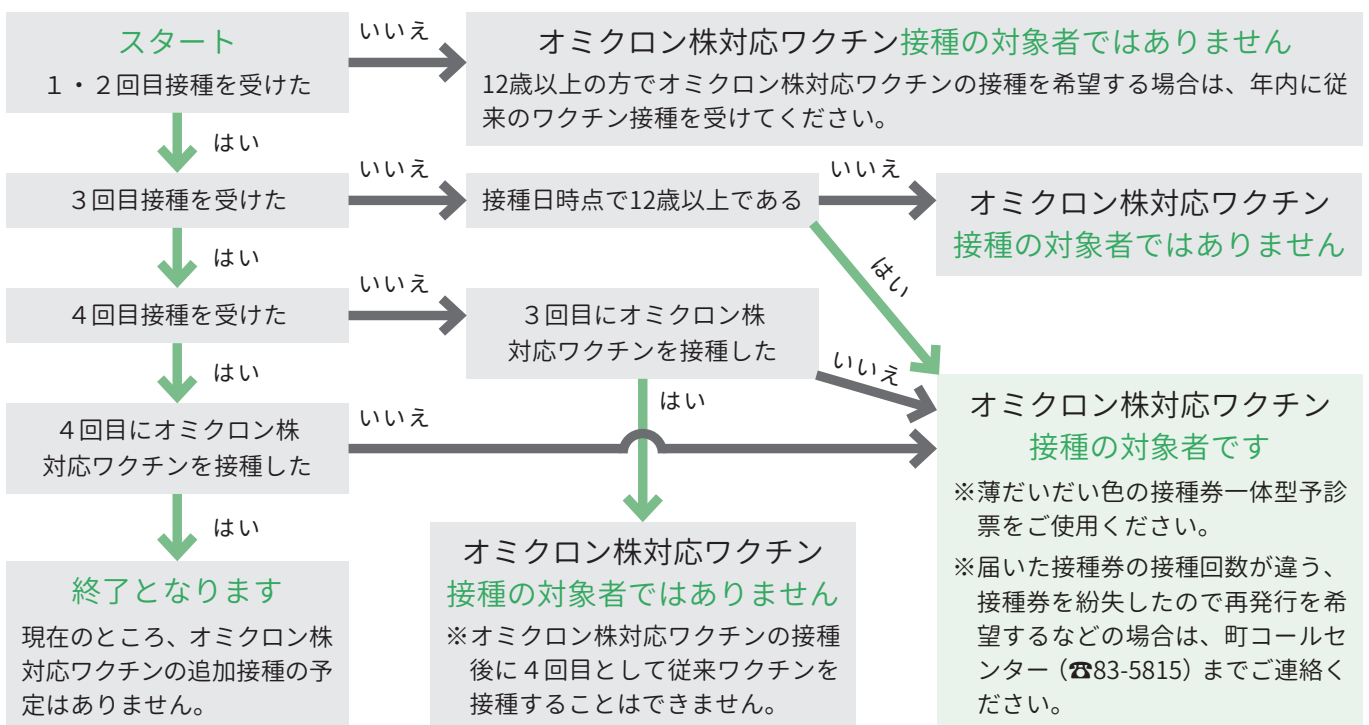 スタート
１・２回目接種を受けた
いいえ
オミクロン株対応ワクチン接種の対象者ではありません
12歳以上の方でオミクロン株対応ワクチンの接種を希望する場合は、年内に従
来のワクチン接種を受けてください。
はい
３回目接種を受けた
いいえ
接種日時点で12歳以上である
いいえ
オミクロン株対応ワクチン
接種の対象者ではありません
はい
はい
４回目接種を受けた
いいえ
３回目にオミクロン株
対応ワクチンを接種した
いいえ
はい
はい
４回目にオミクロン株
対応ワクチンを接種した
いいえ
オミクロン株対応ワクチン
接種の対象者です
※薄だいだい色の接種券一体型予診
票をご使用ください。
※届いた接種券の接種回数が違う、
接種券を紛失したので再発行を希
望するなどの場合は、町コールセ
ンター（☎83-5815）までご連絡く
ださい。
はい
終了となります
現在のところ、オミクロン株
対応ワクチンの追加接種の予
定はありません。
オミクロン株対応ワクチン
接種の対象者ではありません
※オミクロン株対応ワクチンの接種
後に４回目として従来ワクチンを
接種することはできません。